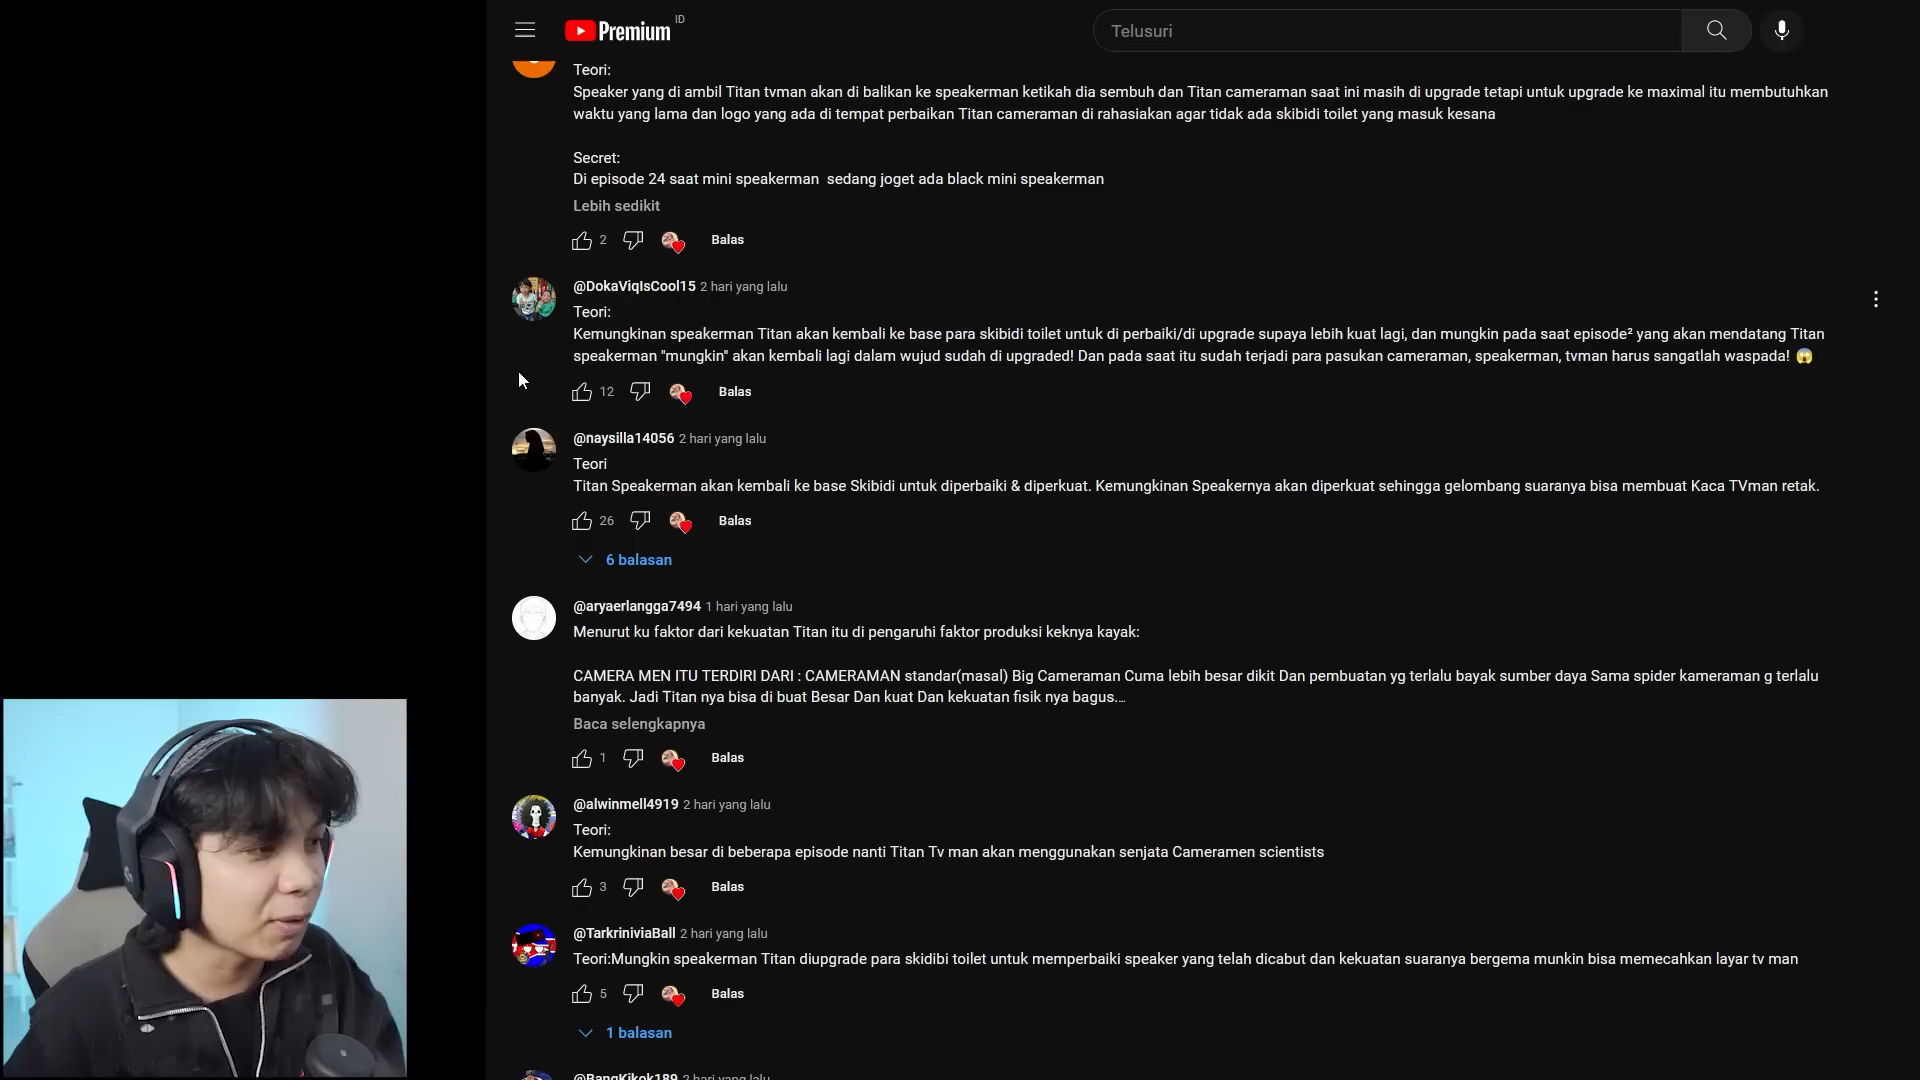 Premium
ID
Telusuri
Teori:
Speaker yang di ambil Titan tvman akan di balikan ke speakerman ketikah dia sembuh dan Titan cameraman saat ini masih di upgrade tetapi untuk upgrade ke maximal itu membutuhkan
waktu yang lama dan logo yang ada di tempat perbaikan Titan cameraman di rahasiakan agar tidak ada skibidi toilet yang masuk kesana
Secret:
Di episode 24 saat mini speakerman  sedang joget ada black mini speakerman
Lebih sedikit
2 Balas
@DokaViqIsCool15 2 hari yang lalu
Teori:
Kemungkinan speakerman Titan akan kembali ke base para skibidi toilet untuk di perbaiki/di upgrade supaya lebih kuat lagi, dan mungkin pada saat episode² yang akan mendatang Titan
speakerman "mungkin" akan kembali lagi dalam wujud sudah di upgraded! Dan pada saat itu sudah terjadi para pasukan cameraman, speakerman, tvman harus sangatlah waspada! 😱
12 Balas
@naysilla14056 2 hari yang lalu
Teori
Titan Speakerman akan kembali ke base Skibidi untuk diperbaiki & diperkuat. Kemungkinan Speakernya akan diperkuat sehingga gelombang suaranya bisa membuat Kaca TVman retak.
26 Balas
6 balasan
@aryaerlangga7494 1 hari yang lalu
Menurut ku faktor dari kekuatan Titan itu di pengaruhi faktor produksi keknya kayak:
CAMERA MEN ITU TERDIRI DARI : CAMERAMAN standar(masal) Big Cameraman Cuma lebih besar dikit Dan pembuatan yg terlalu bayak sumber daya Sama spider kameraman g terlalu
banyak. Jadi Titan nya bisa di buat Besar Dan kuat Dan kekuatan fisik nya bagus.…
Baca selengkapnya
1 Balas
@alwinmell4919 2 hari yang lalu
Teori:
Kemungkinan besar di beberapa episode nanti Titan Tv man akan menggunakan senjata Cameramen scientists
3 Balas
@TarkriniviaBall 2 hari yang lalu
Teori:Mungkin speakerman Titan diupgrade para skidibi toilet untuk memperbaiki speaker yang telah dicabut dan kekuatan suaranya bergema munkin bisa memecahkan layar tv man
5 Balas
1 balasan
@BangKikok189 2 hari yang lalu